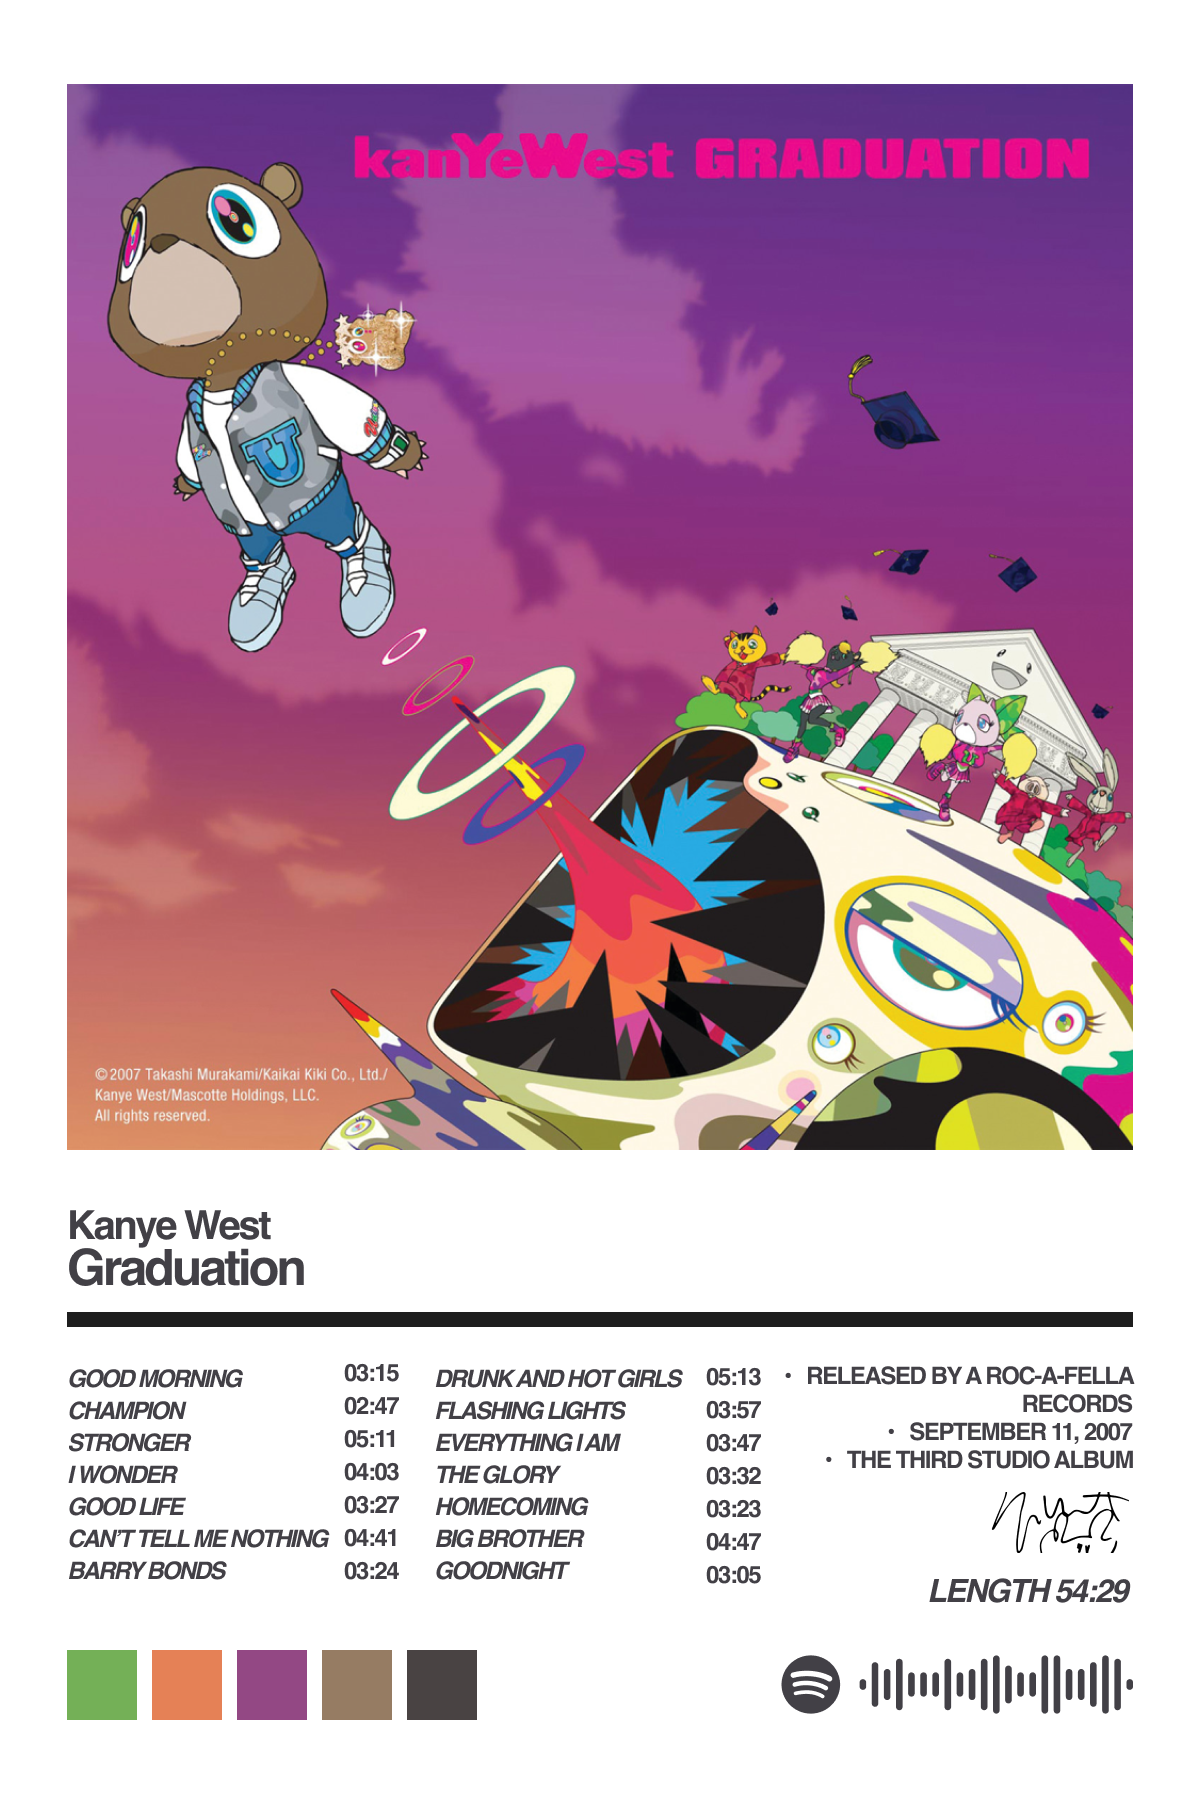 kanYeWest GRADUATION
U
©2007 Takashi Murakami/Kaikai Kiki Co., Ltd./
Kanye West/Mascotte Holdings, LLC.
All rights reserved.
Kanye West
Graduation
GOOD MORNING 03:15
CHAMPION 02:47
STRONGER 05:11
I WONDER 04:03
GOOD LIFE 03:27
CAN'T TELL ME NOTHING 04:41
BARRY BONDS 03:24
DRUNK AND HOT GIRLS 05:13
FLASHING LIGHTS 03:57
EVERYTHING I AM 03:47
THE GLORY 03:32
HOMECOMING 03:23
BIG BROTHER 04:47
GOODNIGHT 03:05
• RELEASED BY A ROC-A-FELLA
RECORDS
• SEPTEMBER 11, 2007
• THE THIRD STUDIO ALBUM
LENGTH 54:29